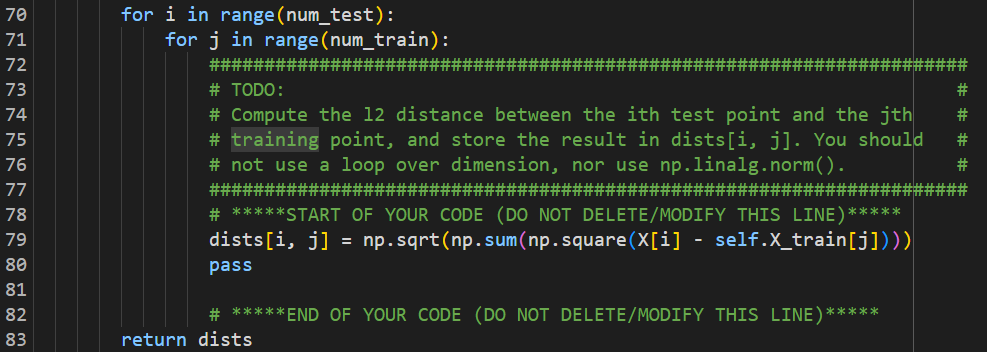 70 for i in range(num_test):
71 for j in range(num_train):
72 #####################################################################
73 # TODO: #
74 # Compute the l2 distance between the ith test point and the jth #
75 # training point, and store the result in dists[i, j]. You should #
76 # not use a loop over dimension, nor use np.linalg.norm(). #
77 #####################################################################
78 # *****START OF YOUR CODE (DO NOT DELETE/MODIFY THIS LINE)*****
79 dists[i, j] = np.sqrt(np.sum(np.square(X[i] - self.X_train[j])))
80 pass
81
82 # *****END OF YOUR CODE (DO NOT DELETE/MODIFY THIS LINE)*****
83 return dists